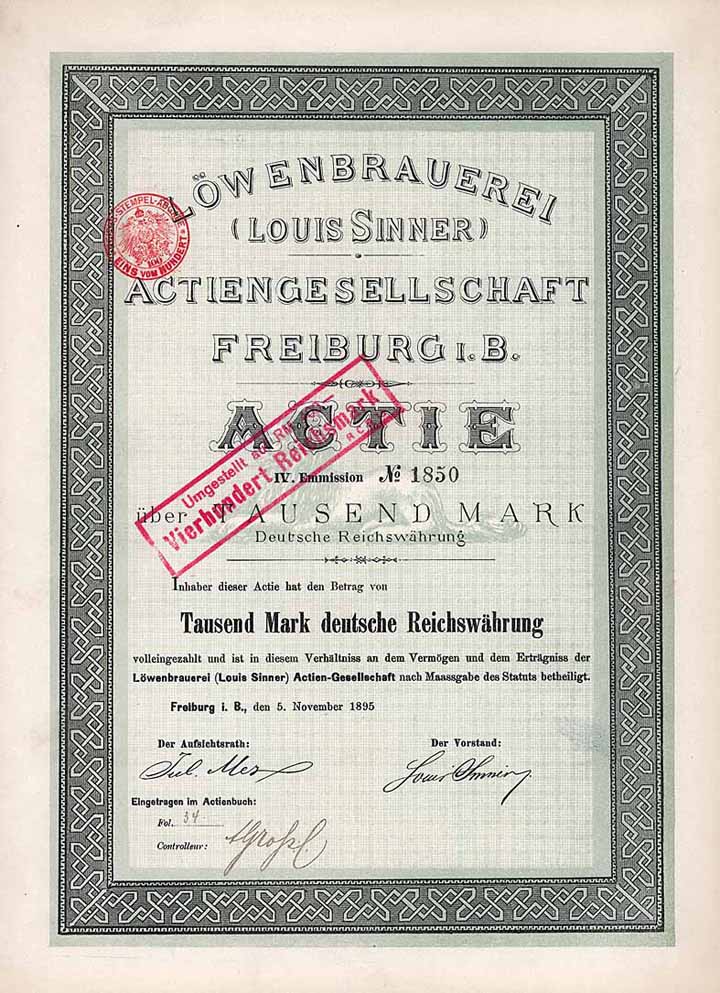 LÖWENBRAUEREI
(LOUIS SINNER)
ACTIENGESELLSCHAFT
FREIBURG I. B.
EINS VOM HUNDERT
ACTIE
Umgestellt auf RM
Vierhundert Reichsmark
IV. Emmission № 1850
über TAUSEND MARK
Deutsche Reichswährung
Inhaber dieser Actie hat den Betrag von
Tausend Mark deutsche Reichswährung
volleingezahlt und ist in diesem Verhältniss an dem Vermögen und dem Erträgniss der
Löwenbrauerei (Louis Sinner) Actien-Gesellschaft nach Maassgabe des Statuts betheiligt.
Freiburg i. B., den 5. November 1895
Der Aufsichtsrath: Der Vorstand:
Jul. Mez Louis Sinner
Eingetragen im Actienbuch:
Fol. 34
Controlleur: